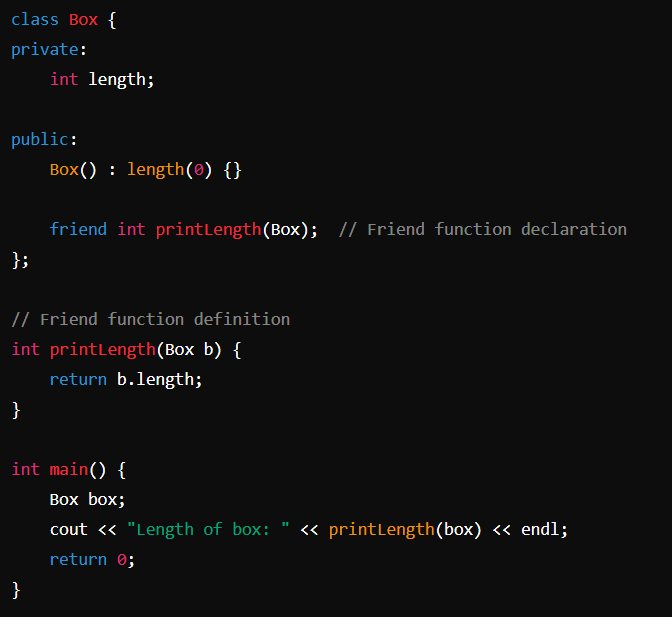 class Box {
private:
    int length;

public:
    Box() : length(0) {}

    friend int printLength(Box);  // Friend function declaration
};

// Friend function definition
int printLength(Box b) {
    return b.length;
}

int main() {
    Box box;
    cout << "Length of box: " << printLength(box) << endl;
    return 0;
}